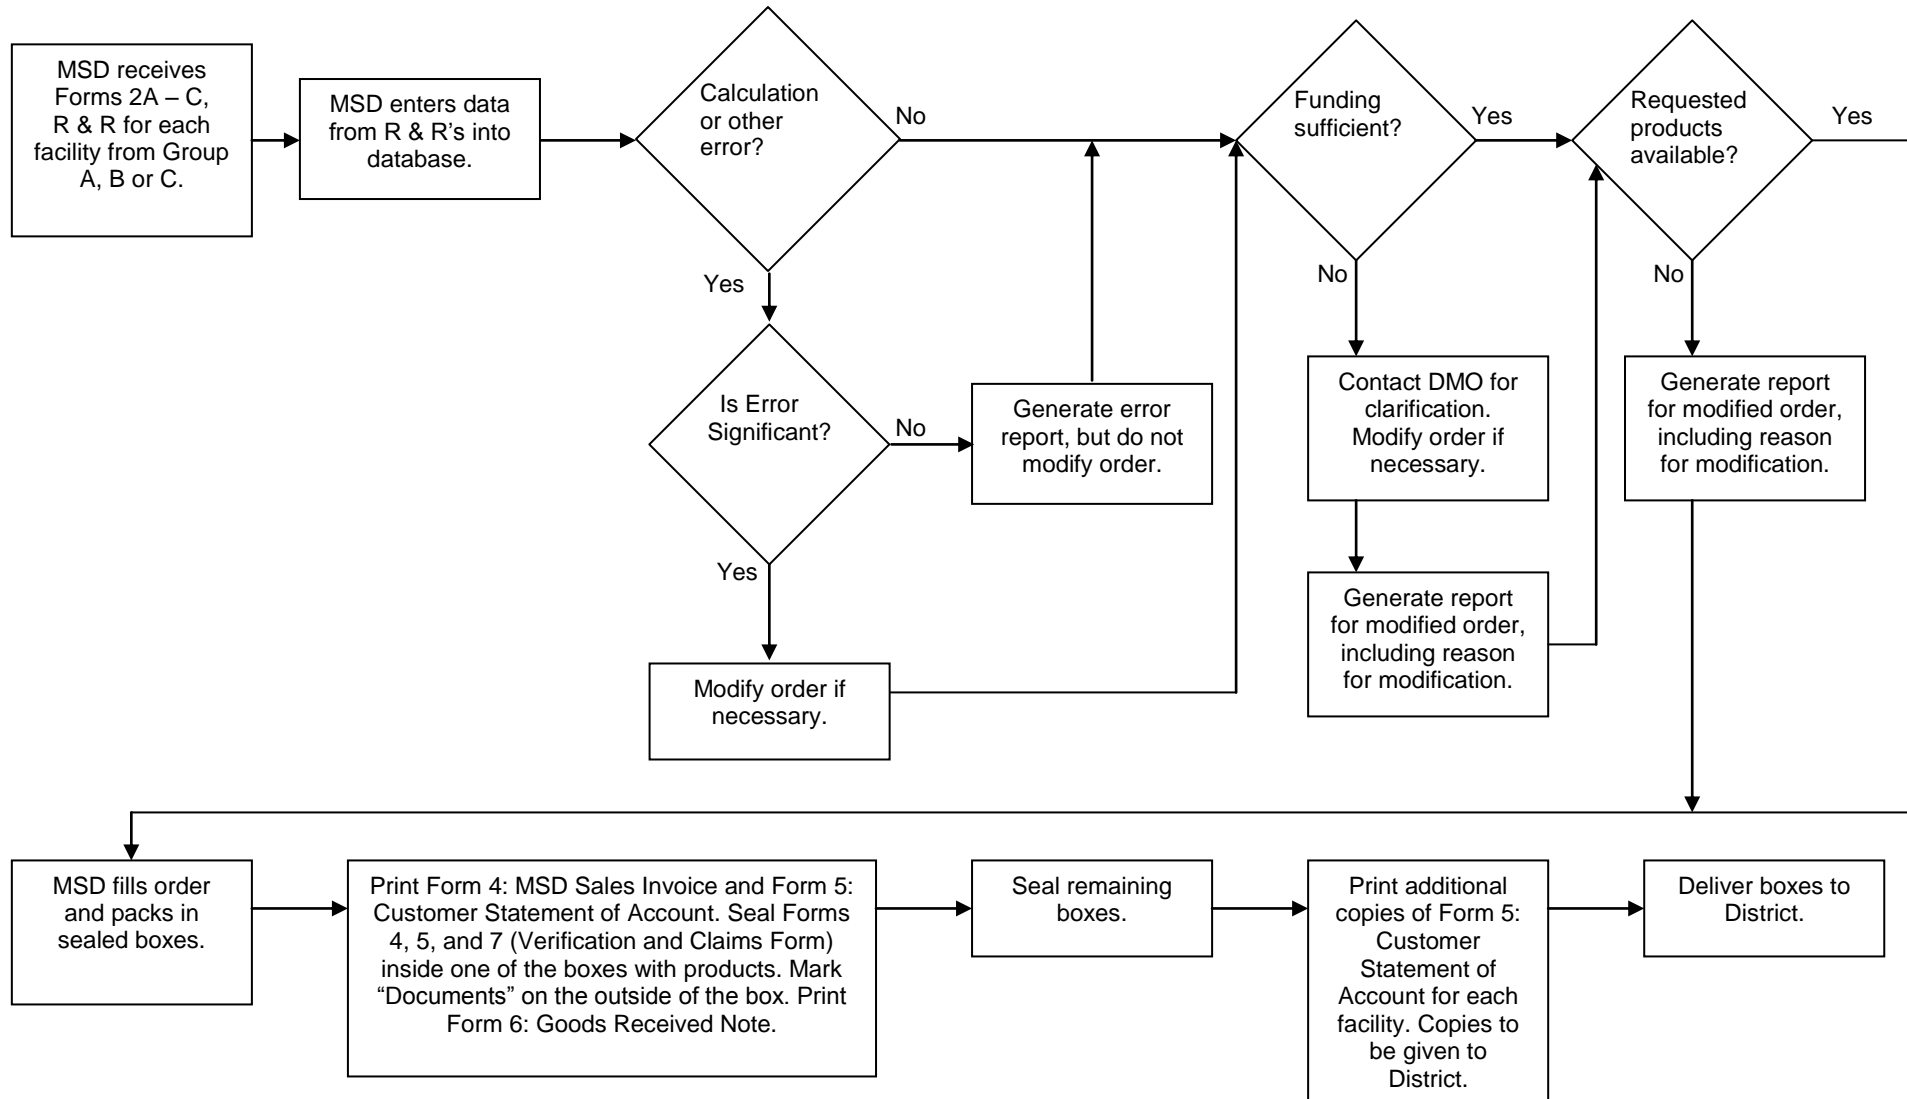 MSD receives
Forms 2A – C,
R & R for each
facility from Group
A, B or C.
MSD enters data
from R & R's into
database.
Calculation
or other
error?
No
Yes
Is Error
Significant?
No
Yes
Generate error
report, but do not
modify order.
Modify order if
necessary.
Funding
sufficient?
Yes
No
Contact DMO for
clarification.
Modify order if
necessary.
Generate report
for modified order,
including reason
for modification.
Requested
products
available?
Yes
No
Generate report
for modified order,
including reason
for modification.
MSD fills order
and packs in
sealed boxes.
Print Form 4: MSD Sales Invoice and Form 5:
Customer Statement of Account. Seal Forms
4, 5, and 7 (Verification and Claims Form)
inside one of the boxes with products. Mark
“Documents” on the outside of the box. Print
Form 6: Goods Received Note.
Seal remaining
boxes.
Print additional
copies of Form 5:
Customer
Statement of
Account for each
facility. Copies to
be given to
District.
Deliver boxes to
District.